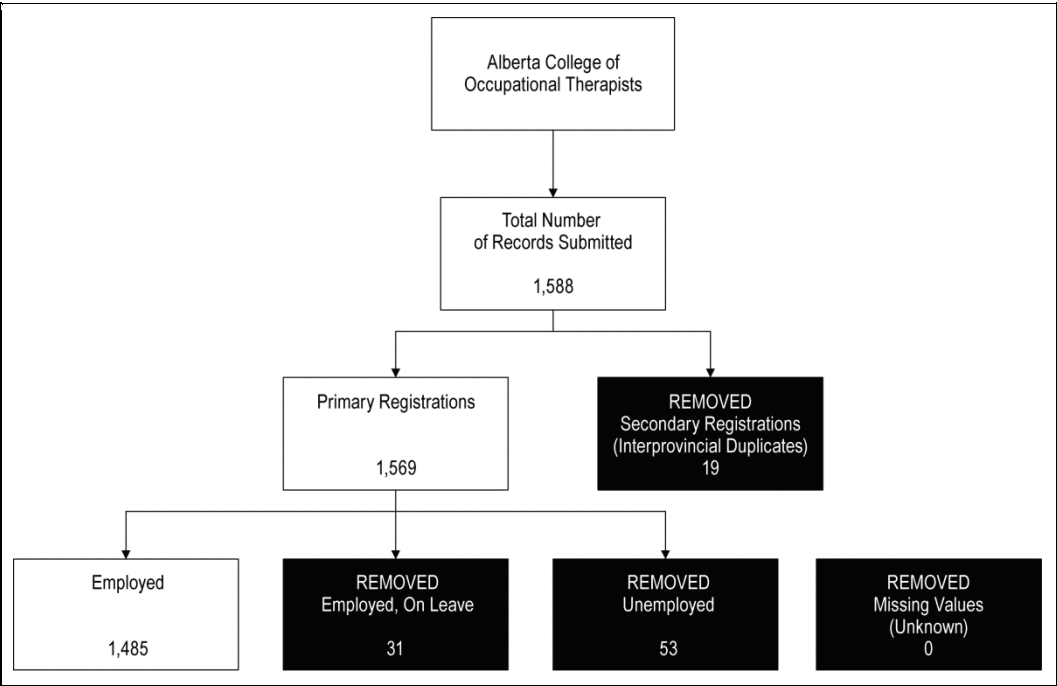 Alberta College of
Occupational Therapists
Total Number
of Records Submitted
1,588
Primary Registrations
1,569
REMOVED
Secondary Registrations
(Interprovincial Duplicates)
19
Employed
1,485
REMOVED
Employed, On Leave
31
REMOVED
Unemployed
53
REMOVED
Missing Values
(Unknown)
0